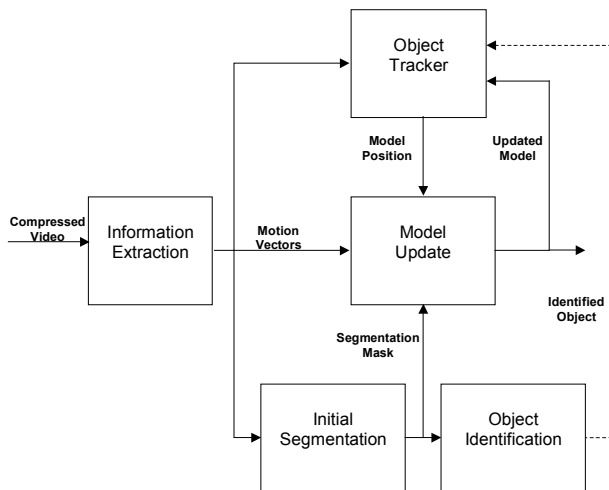 Object
Tracker
Model
Position
Updated
Model
Compressed
Video
Information
Extraction
Motion
Vectors
Model
Update
Identified
Object
Segmentation
Mask
Initial
Segmentation
Object
Identification